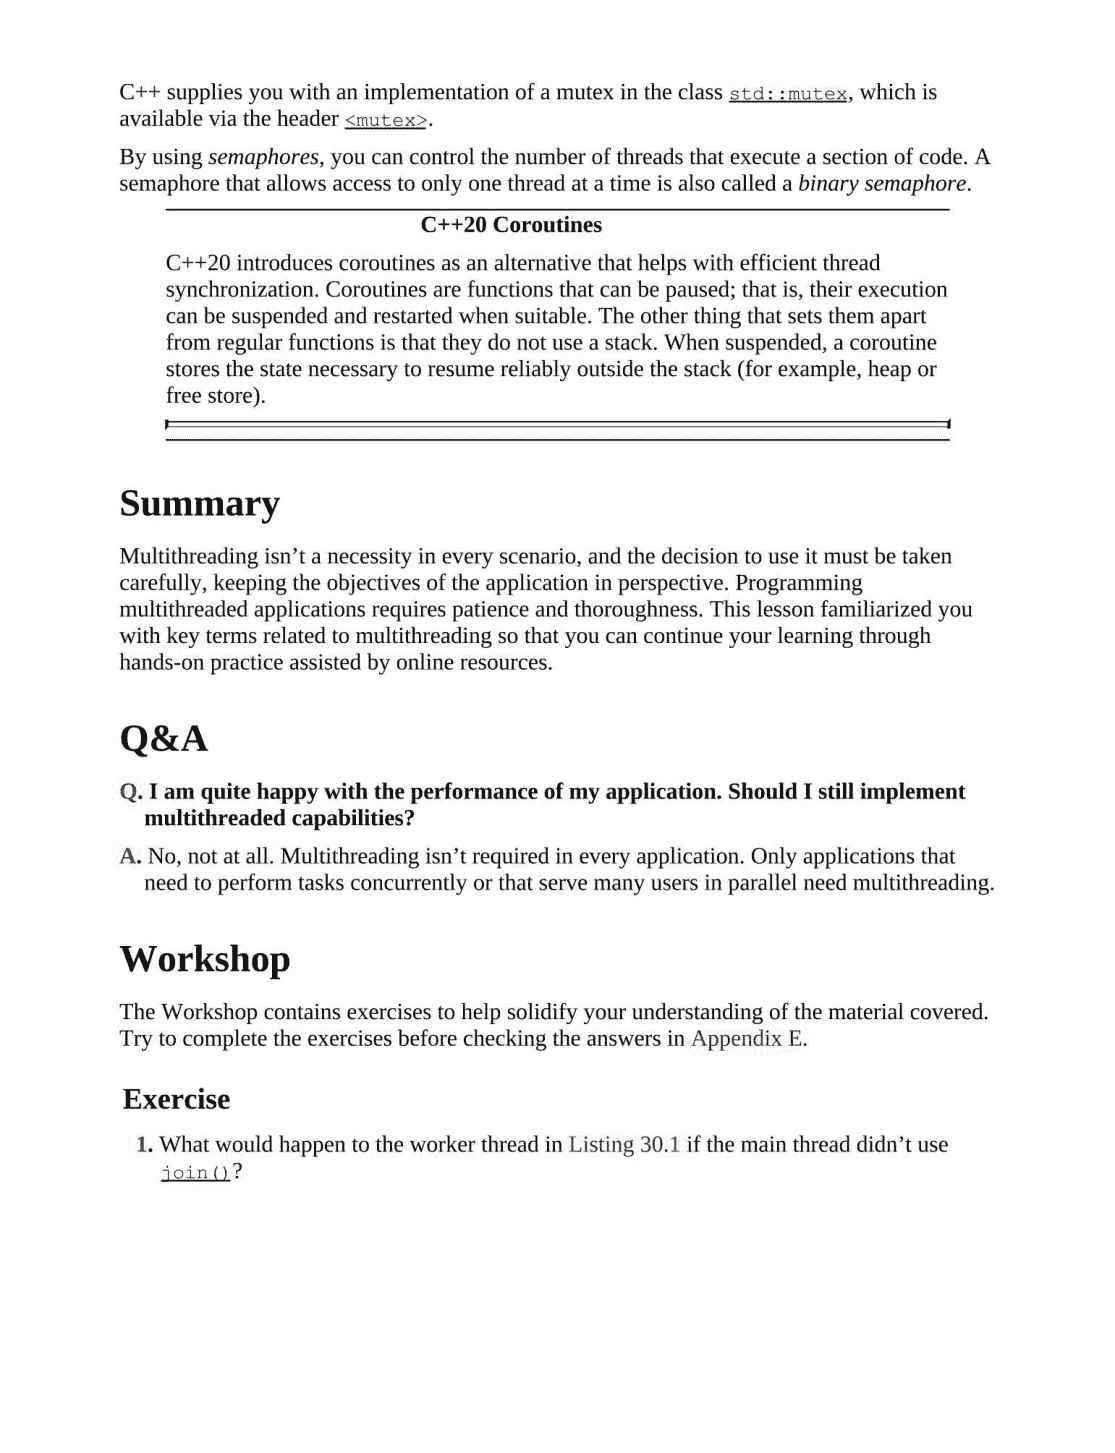 C++ supplies you with an implementation of a mutex in the class std::mutex, which is
available via the header <mutex>.
By using semaphores, you can control the number of threads that execute a section of code. A
semaphore that allows access to only one thread at a time is also called a binary semaphore.
C++20 Coroutines
C++20 introduces coroutines as an alternative that helps with efficient thread
synchronization. Coroutines are functions that can be paused; that is, their execution
can be suspended and restarted when suitable. The other thing that sets them apart
from regular functions is that they do not use a stack. When suspended, a coroutine
stores the state necessary to resume reliably outside the stack (for example, heap or
free store).
Summary
Multithreading isn’t a necessity in every scenario, and the decision to use it must be taken
carefully, keeping the objectives of the application in perspective. Programming
multithreaded applications requires patience and thoroughness. This lesson familiarized you
with key terms related to multithreading so that you can continue your learning through
hands-on practice assisted by online resources.
Q&A
Q. I am quite happy with the performance of my application. Should I still implement
multithreaded capabilities?
A. No, not at all. Multithreading isn’t required in every application. Only applications that
need to perform tasks concurrently or that serve many users in parallel need multithreading.
Workshop
The Workshop contains exercises to help solidify your understanding of the material covered.
Try to complete the exercises before checking the answers in Appendix E.
Exercise
1. What would happen to the worker thread in Listing 30.1 if the main thread didn’t use
join()?